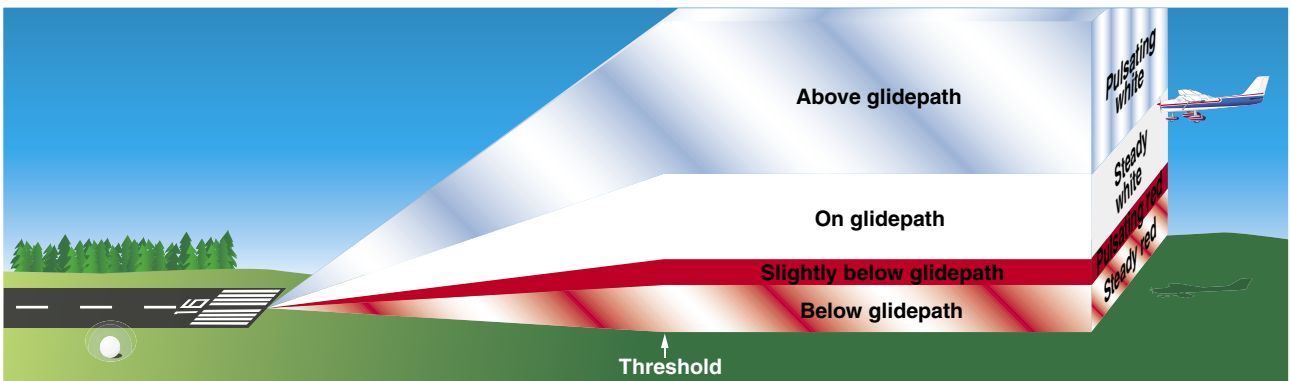 Above glidepath
On glidepath
Slightly below glidepath
Below glidepath
Pulsating
white
Steady
white
Pulsating red
Steady red
15
Threshold